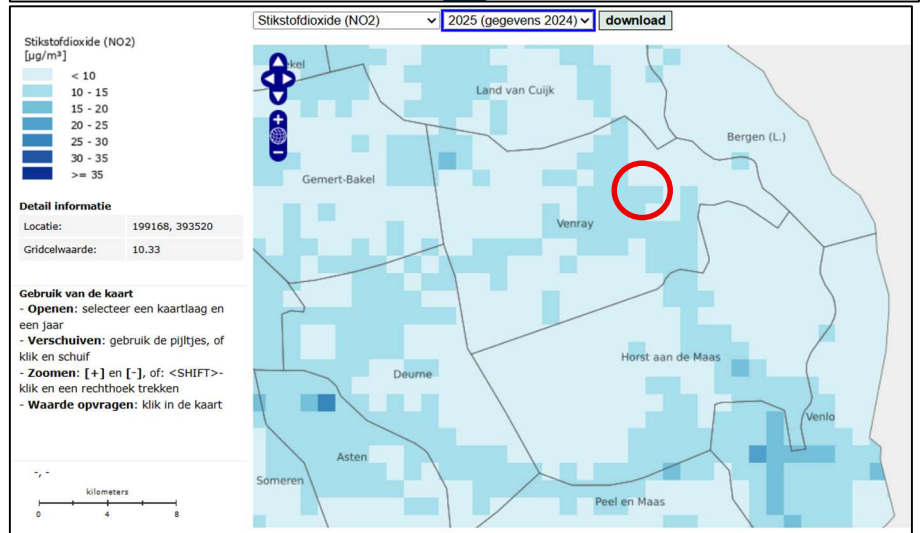 Stikstofdioxide (NO2)
2025 (gegevens 2024)
download
Stikstofdioxide (NO2)
[µg/m³]
< 10
10 - 15
15 - 20
20 - 25
25 - 30
30 - 35
>= 35
Detail informatie
Locatie: 199168, 393520
Gridcelwaarde: 10.33
Gebruik van de kaart
- Openen: selecteer een kaartlaag en
een jaar
- Verschuiven: gebruik de pijltjes, of
klik en schuif
- Zoomen: [+] en [-], of: <SHIFT>-
klik en een rechthoek trekken
- Waarde opvragen: klik in de kaart
-, -
kilometers
0 4 8
ekel
Land van Cuijk
Bergen (L.)
Gemert-Bakel
Venray
Horst aan de Maas
Deurne
Venlo
Asten
Someren
Peel en Maas